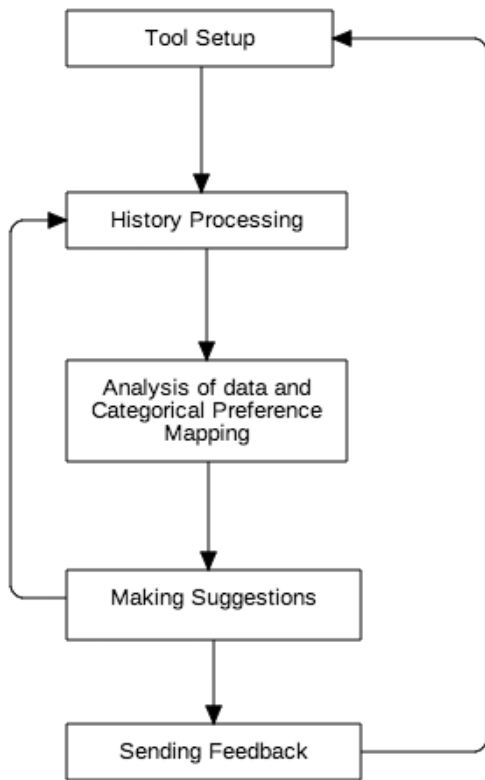 Tool Setup
History Processing
Analysis of data and
Categorical Preference
Mapping
Making Suggestions
Sending Feedback